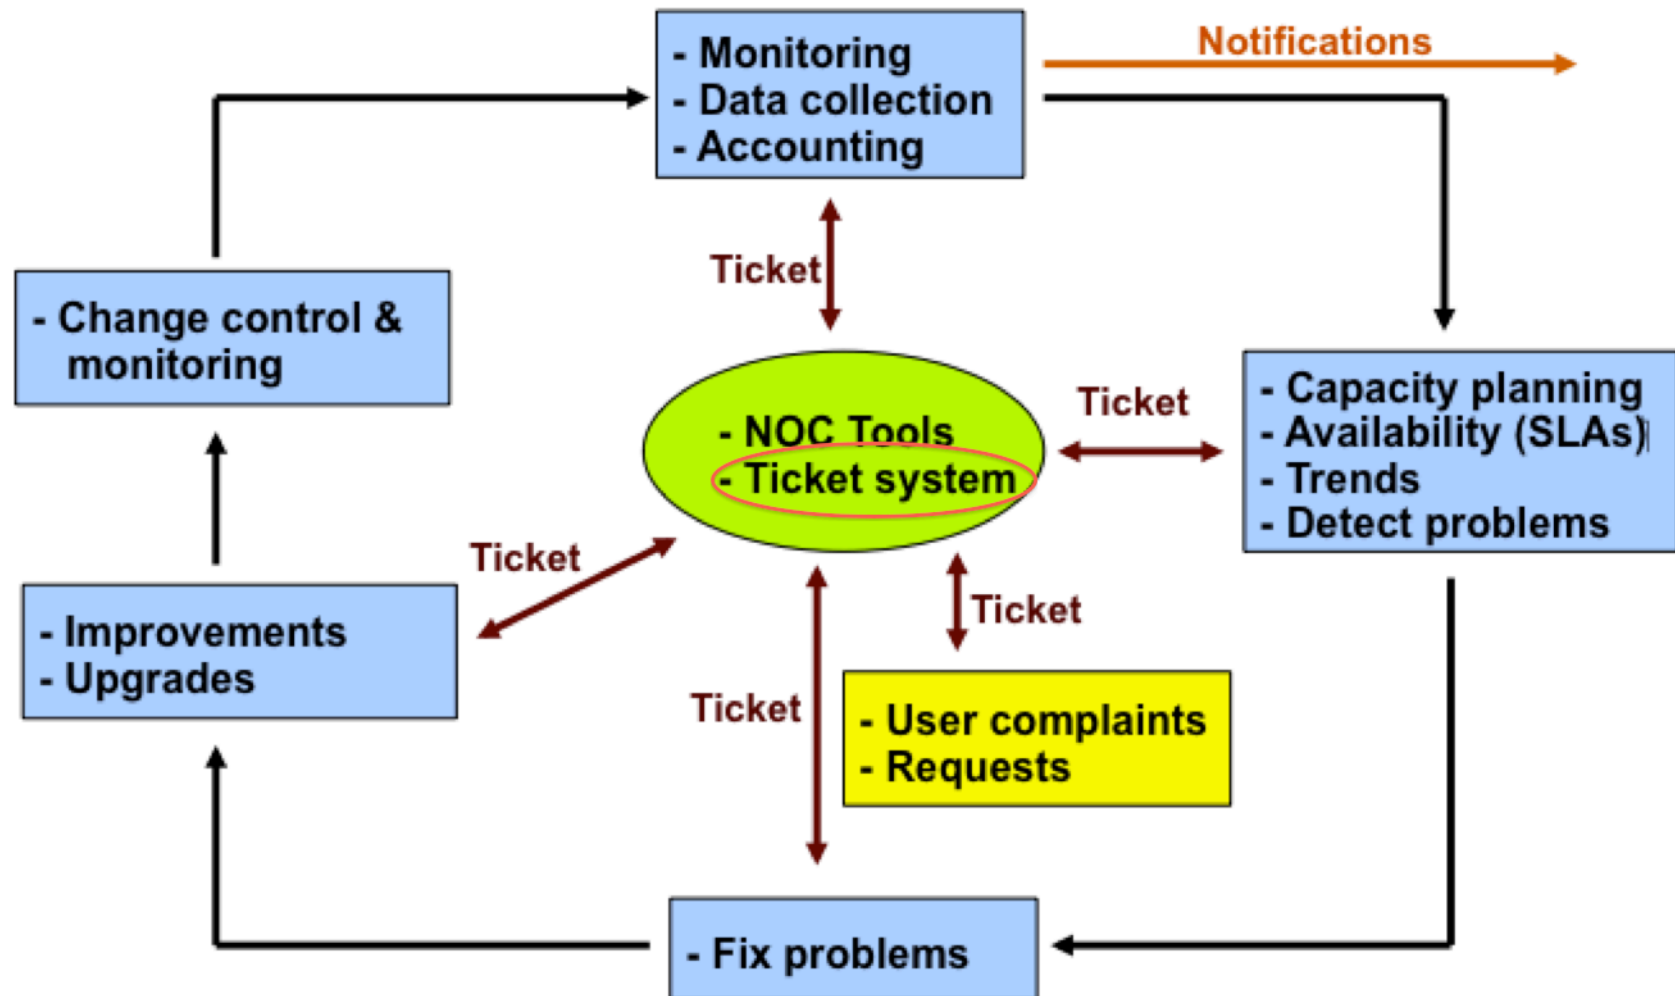 - Monitoring
- Data collection
- Accounting
Notifications
Ticket
- Change control &
monitoring
- NOC Tools
- Ticket system
Ticket
- Capacity planning
- Availability (SLAs)
- Trends
- Detect problems
Ticket
- Improvements
- Upgrades
Ticket
Ticket
- User complaints
- Requests
- Fix problems